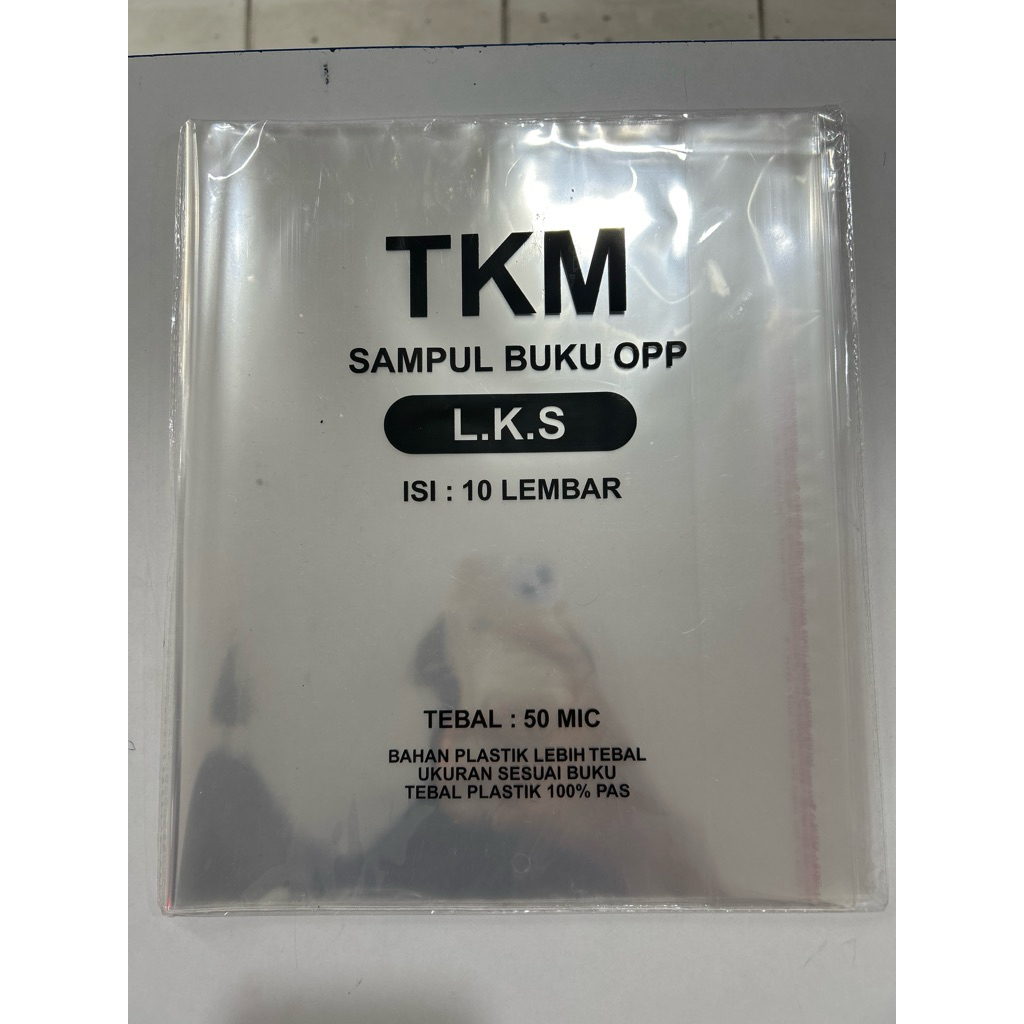 TKM
SAMPUL BUKU OPP
L.K.S
ISI : 10 LEMBAR
TEBAL : 50 MIC
BAHAN PLASTIK LEBIH TEBAL
UKURAN SESUAI BUKU
TEBAL PLASTIK 100% PAS